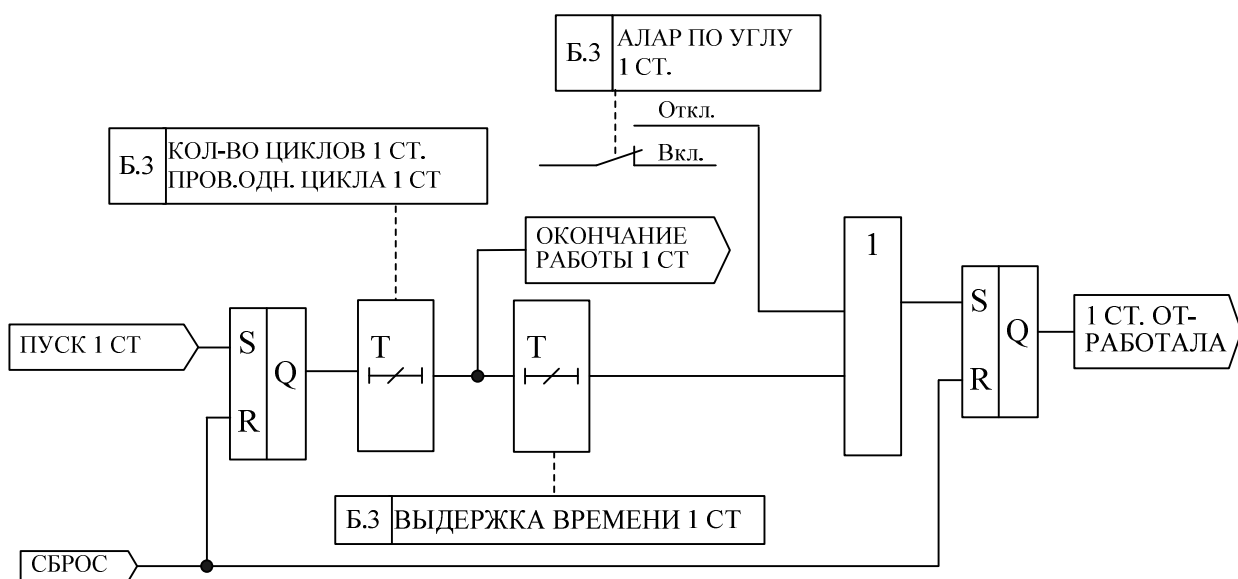 Б.3
АЛАР ПО УГЛУ
1 СТ.
Откл.
Вкл.
Б.3
КОЛ-ВО ЦИКЛОВ 1 СТ.
ПРОВ.ОДН. ЦИКЛА 1 СТ
ОКОНЧАНИЕ
РАБОТЫ 1 СТ
1
ПУСК 1 СТ
S
R
Q
T
T
S
R
Q
1 СТ. ОТ-
РАБОТАЛА
Б.3
ВЫДЕРЖКА ВРЕМЕНИ 1 СТ
СБРОС